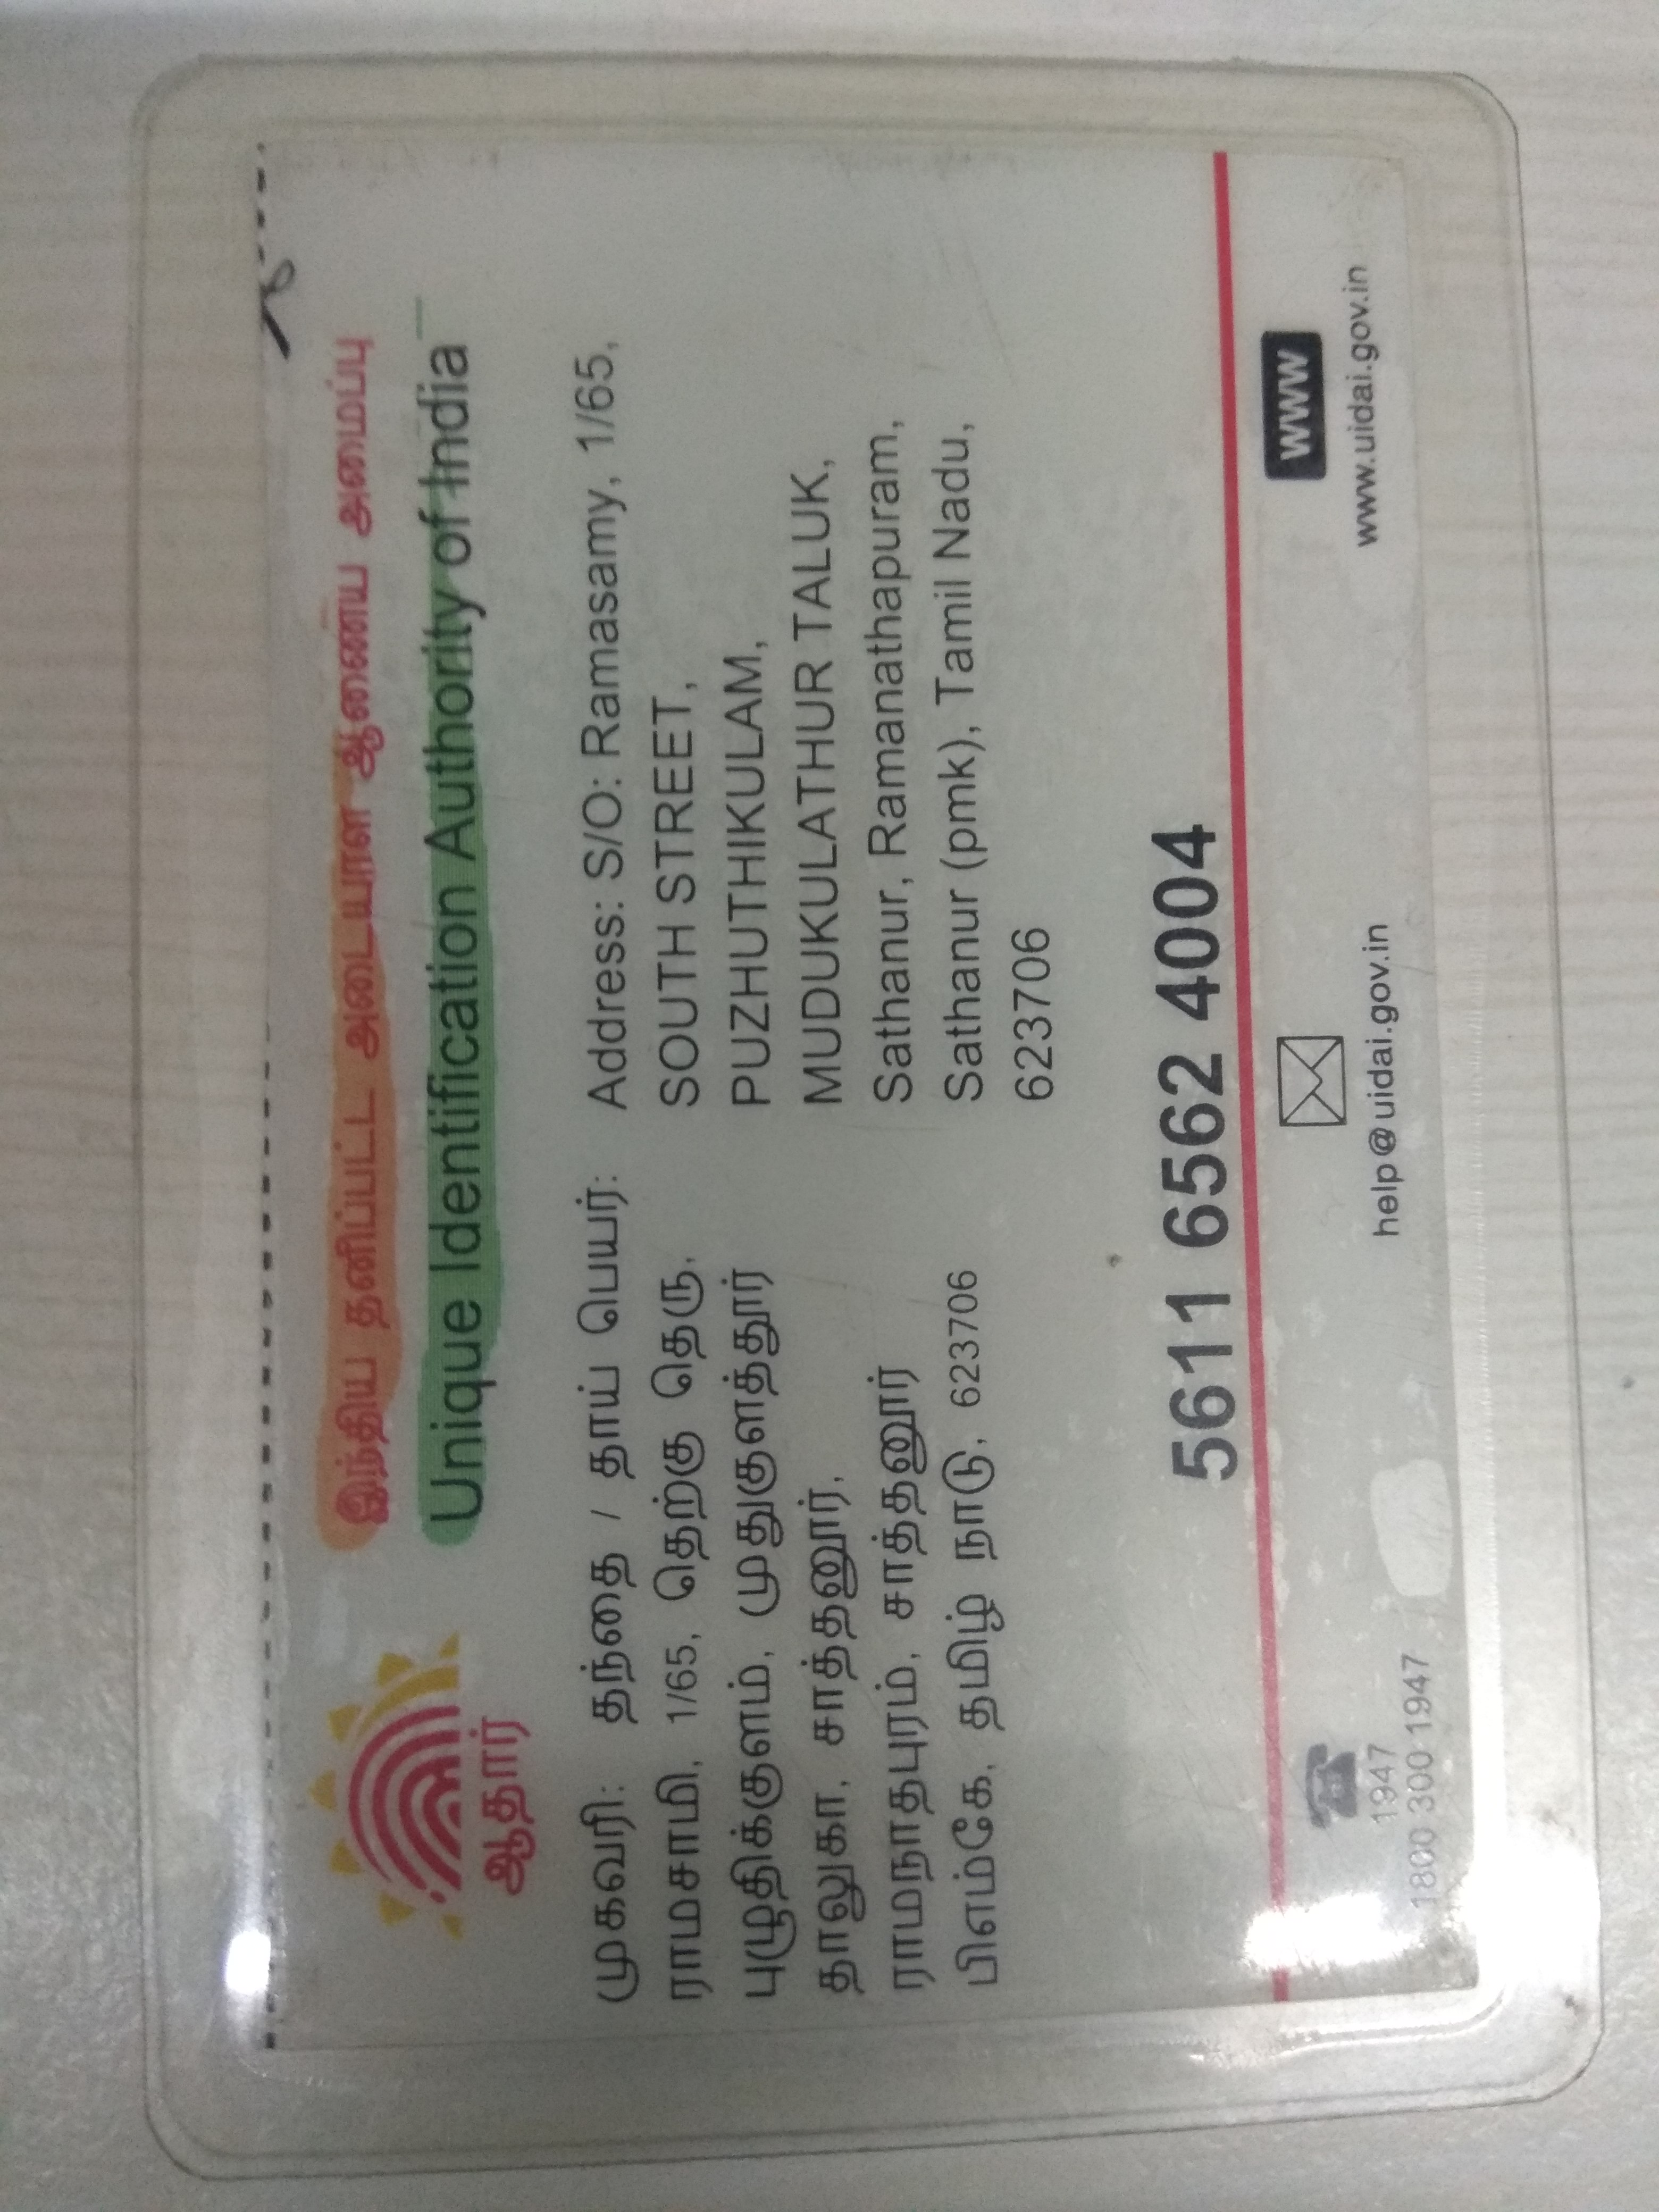 இந்திய தனிப்பட்ட அடையாள ஆணைய அமைப்பு
Unique Identification Authority of India
ஆதார்
முகவரி: தந்தை / தாய் பெயர்:
ராமசாமி, 1/65, தெற்கு தெரு,
புழுதிக்குளம், முதுகுளத்தூர்
தாலுகா, சாத்தனூர்,
ராமநாதபுரம், சாத்தனூர்
பிஎம்கே, தமிழ் நாடு, 623706
Address: S/O: Ramasamy, 1/65,
SOUTH STREET,
PUZHUTHIKULAM,
MUDUKULATHUR TALUK,
Sathanur, Ramanathapuram,
Sathanur (pmk), Tamil Nadu,
623706
5611 6562 4004
1947
1800 300 1947
help@uidai.gov.in
WWW
www.uidai.gov.in